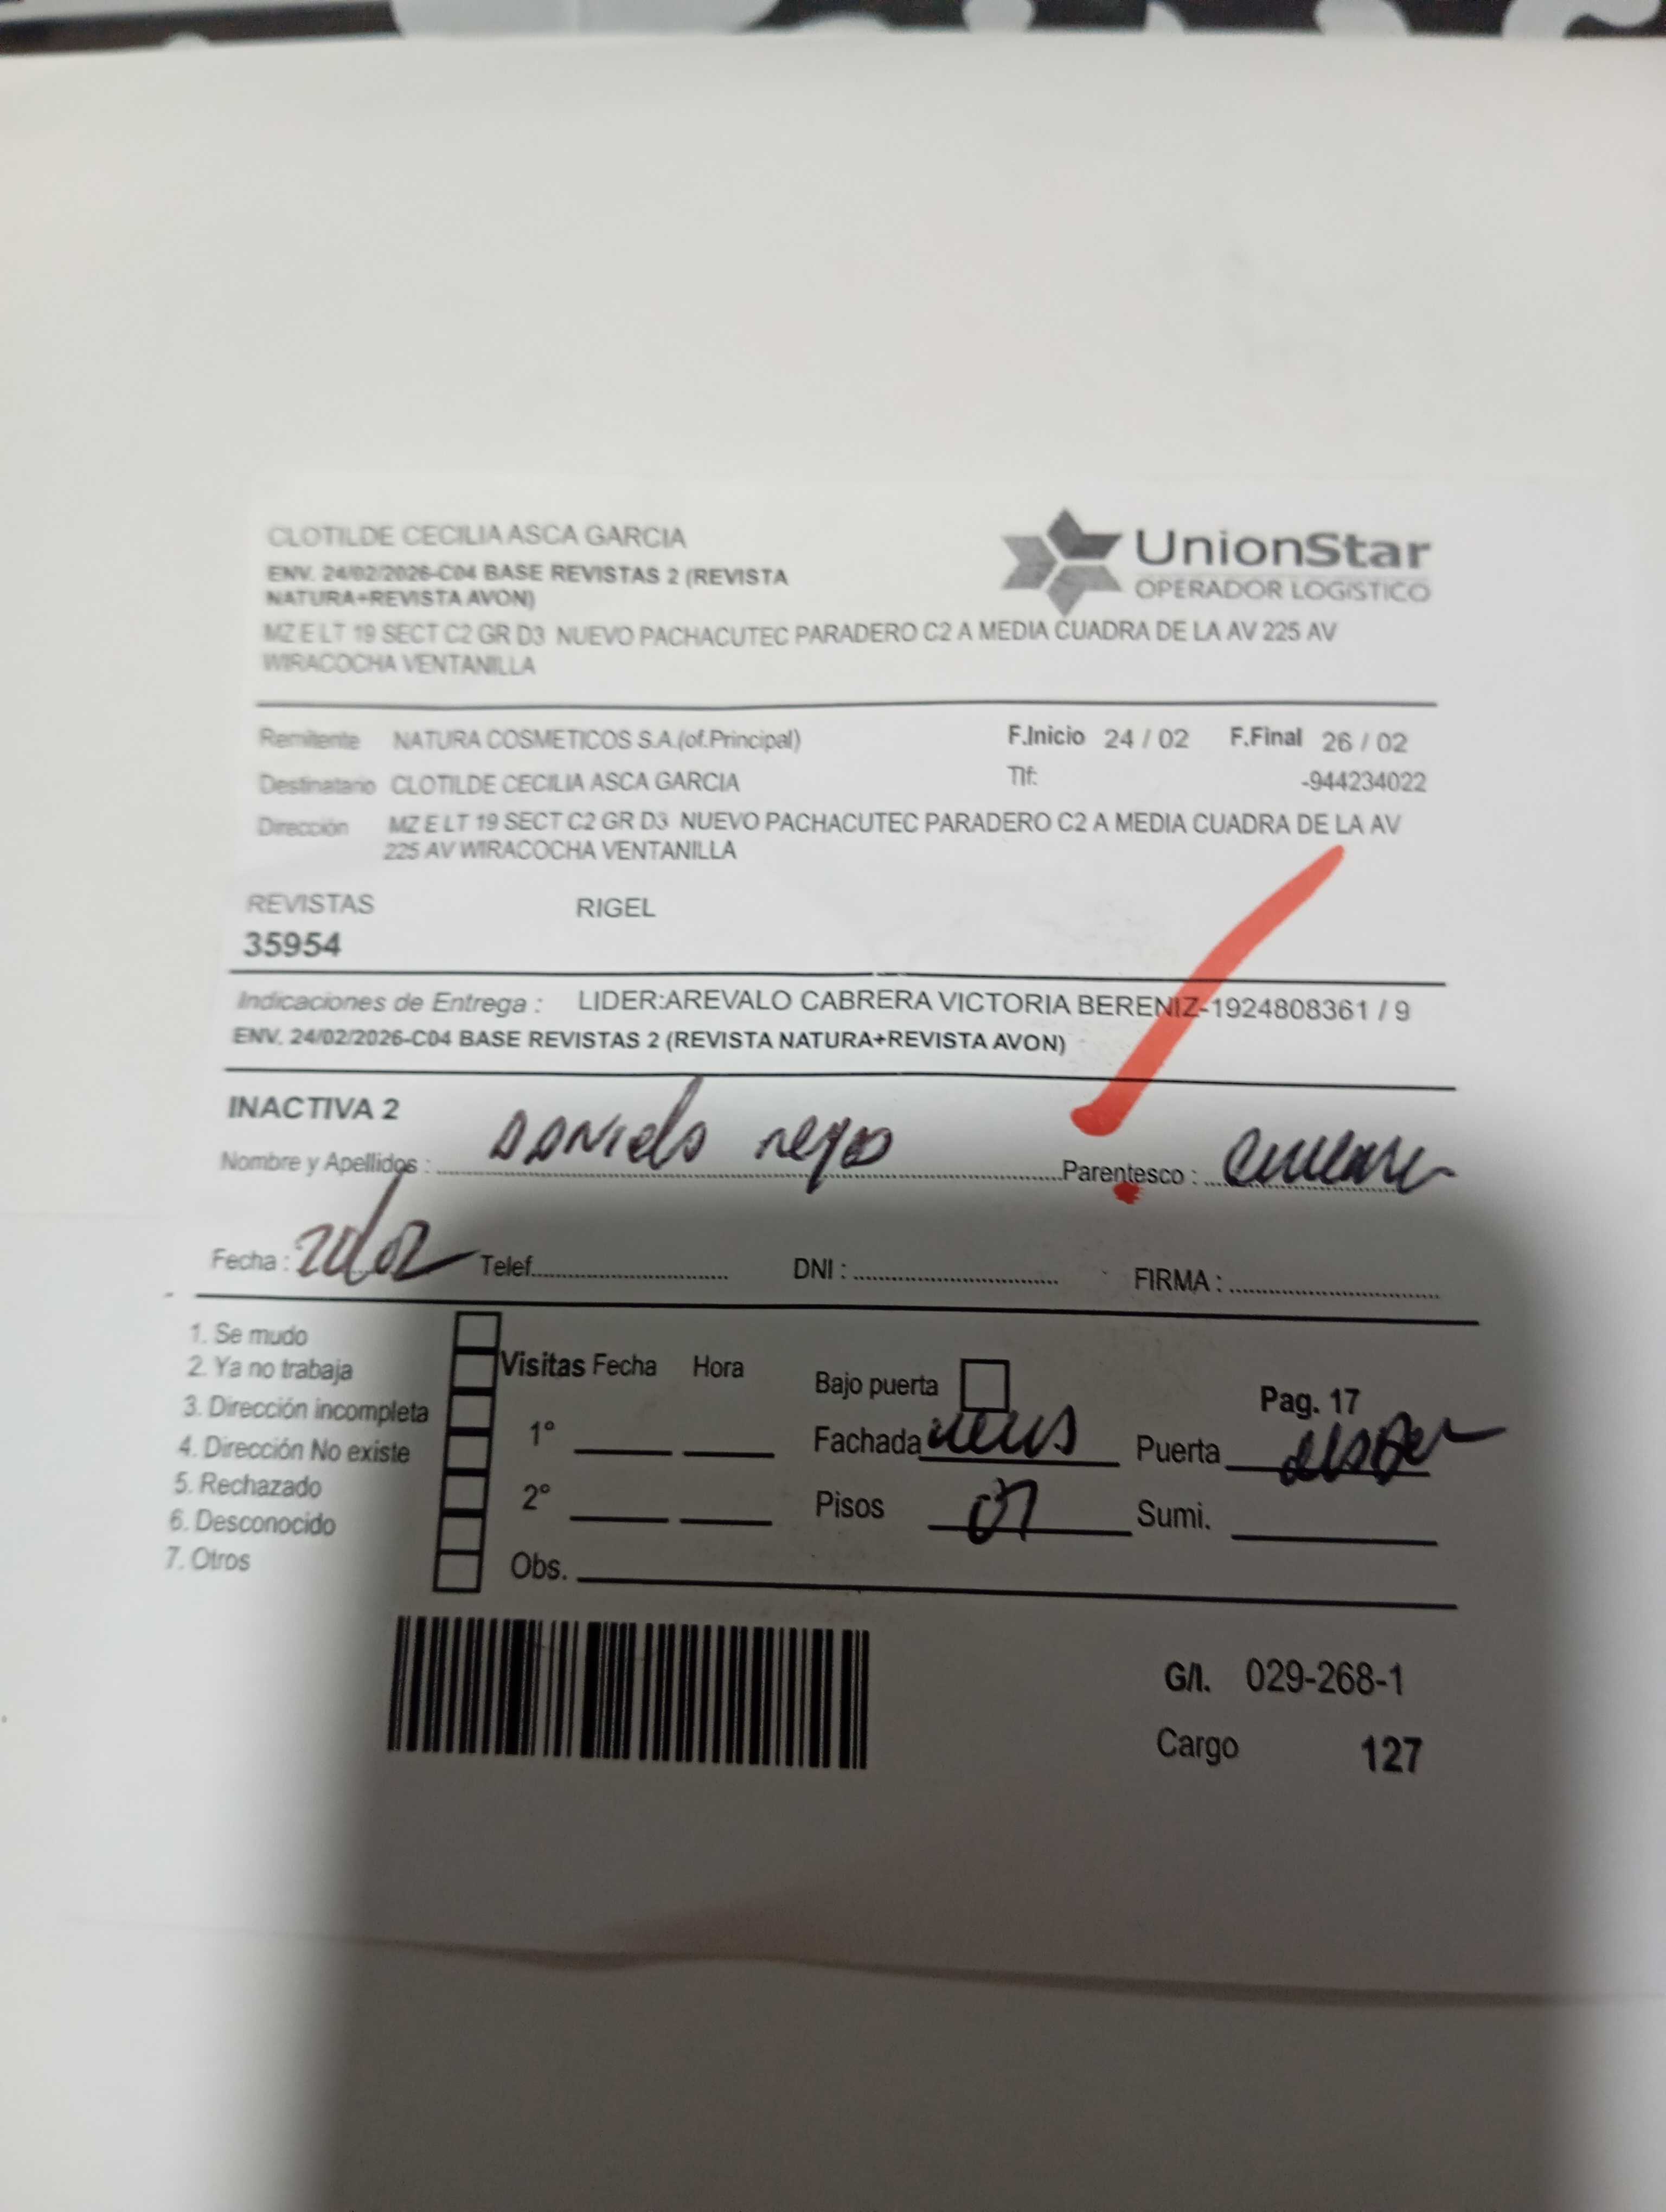 CLOTILDE CECILIA ASCA GARCIA
ENV. 24/02/2026-C04 BASE REVISTAS 2 (REVISTA
NATURA+REVISTA AVON)
UnionStar
OPERADOR LOGÍSTICO
MZ E LT 19 SECT C2 GR D3 NUEVO PACHACUTEC PARADERO C2 A MEDIA CUADRA DE LA AV 225 AV
WIRACOCHA VENTANILLA
Remitente NATURA COSMETICOS S.A.(of.Principal) F.Inicio 24 / 02 F.Final 26 / 02
Destinatario CLOTILDE CECILIA ASCA GARCIA Tlf: -944234022
Dirección MZ E LT 19 SECT C2 GR D3 NUEVO PACHACUTEC PARADERO C2 A MEDIA CUADRA DE LA AV
225 AV WIRACOCHA VENTANILLA
REVISTAS RIGEL
35954
Indicaciones de Entrega : LIDER:AREVALO CABRERA VICTORIA BERENIZ-1924808361 / 9
ENV. 24/02/2026-C04 BASE REVISTAS 2 (REVISTA NATURA+REVISTA AVON)
INACTIVA 2
Nombre y Apellidos : Parentesco :
Fecha : Telef. DNI : FIRMA :
1. Se mudo
2. Ya no trabaja
3. Dirección incompleta
4. Dirección No existe
5. Rechazado
6. Desconocido
7. Otros
Visitas Fecha Hora
1°
2°
Obs.
Bajo puerta
Pag. 17
Fachada Puerta
Pisos Sumi.
G/I. 029-268-1
Cargo 127